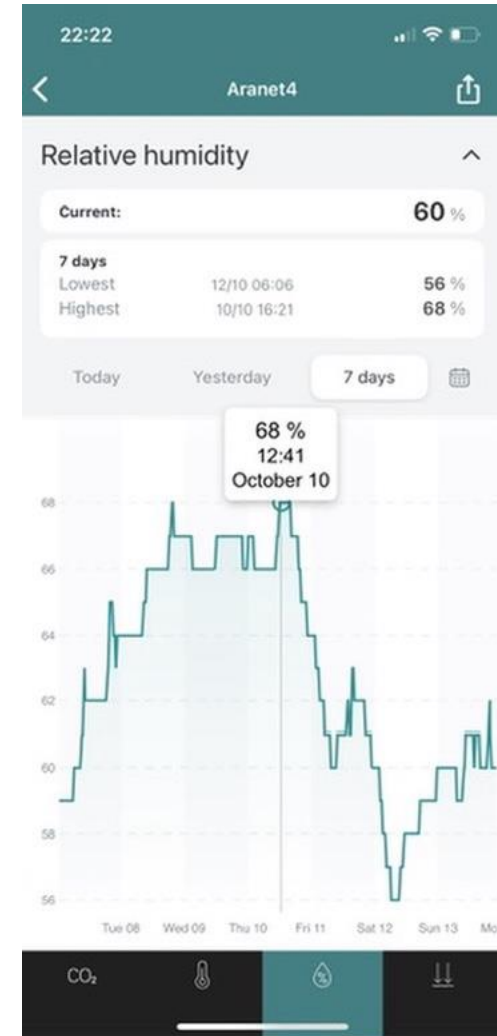 22:22
Aranet4
Relative humidity
Current: 60 %
7 days
Lowest 12/10 06:06 56 %
Highest 10/10 16:21 68 %
Today Yesterday 7 days
68 %
12:41
October 10
68
66
64
62
60
58
56
Tue 08 Wed 09 Thu 10 Fri 11 Sat 12 Sun 13 Mo
CO₂ %